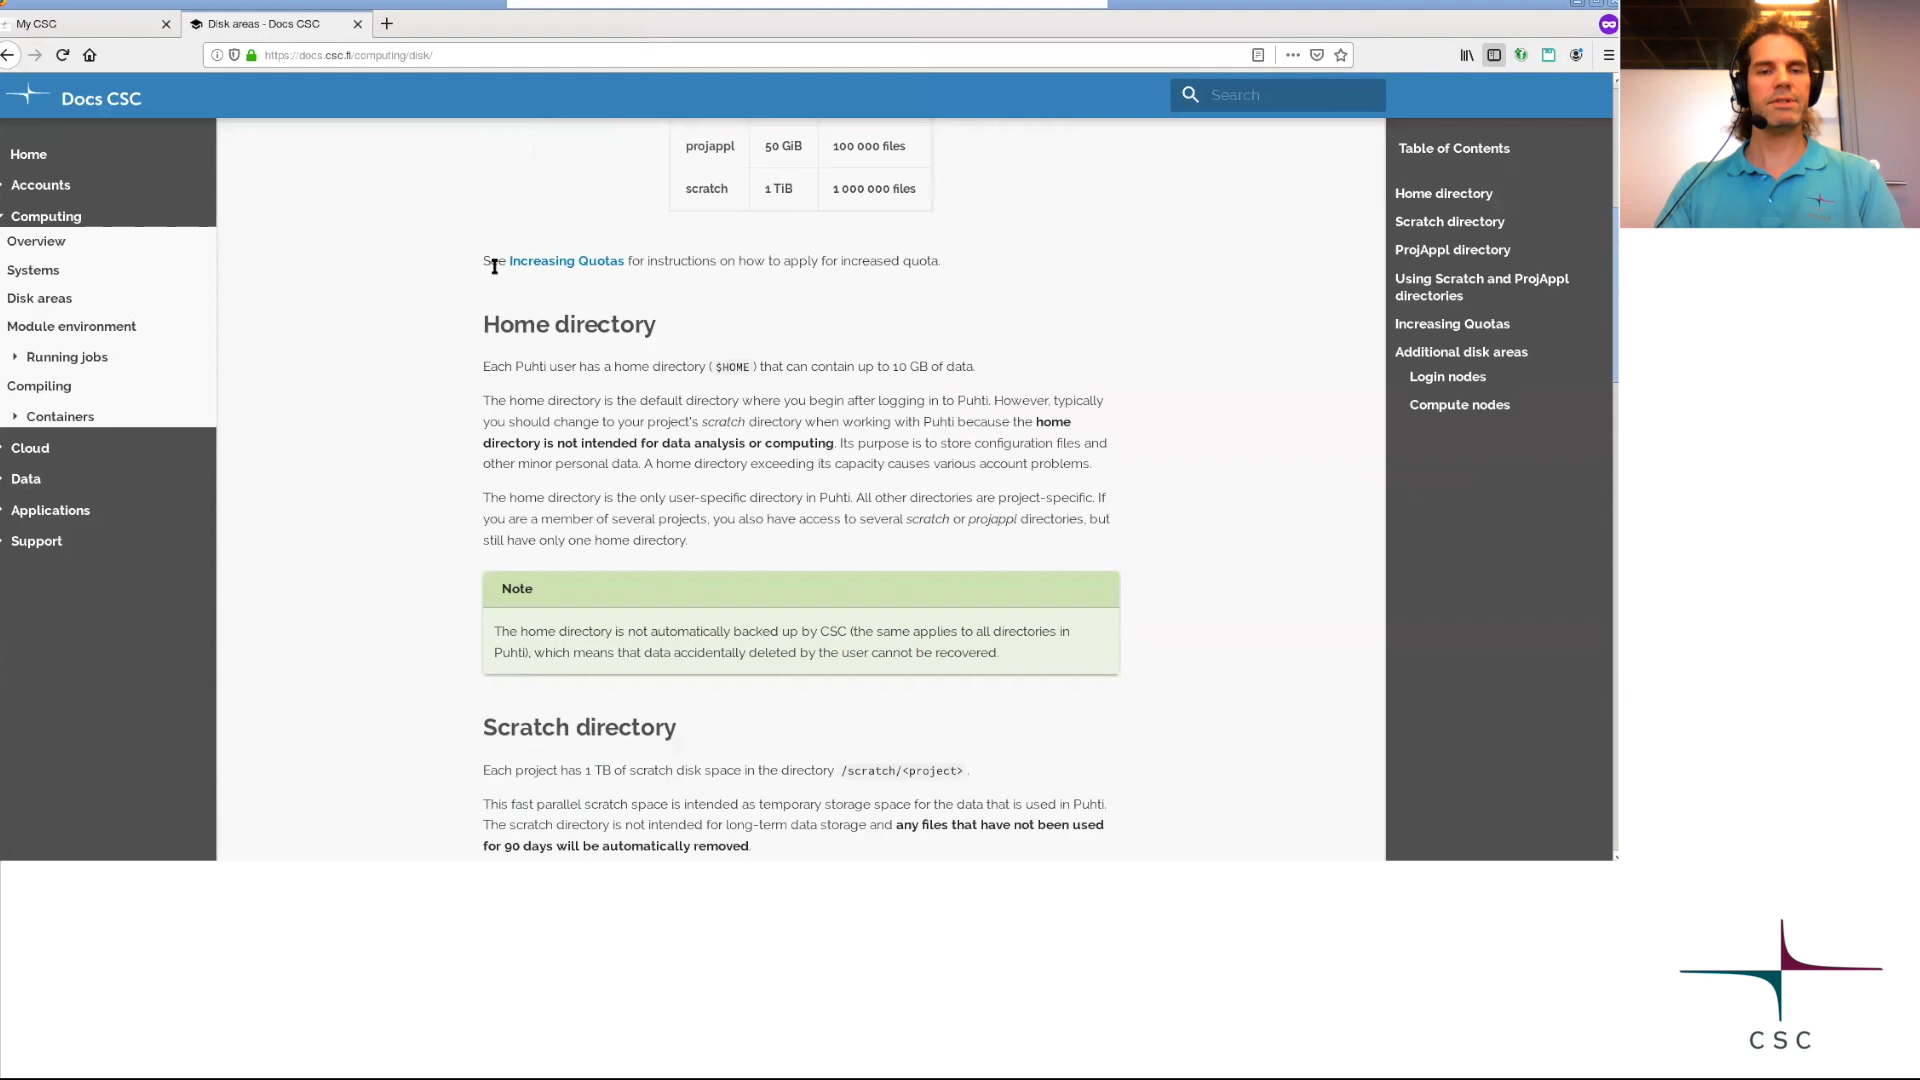 My CSC
Disk areas - Docs CSC
https://docs.csc.fi/computing/disk/
Docs CSC
Search
Home
Accounts
Computing
Overview
Systems
Disk areas
Module environment
Running jobs
Compiling
Containers
Cloud
Data
Applications
Support
projappl 50 GiB 100 000 files
scratch 1 TiB 1 000 000 files
See Increasing Quotas for instructions on how to apply for increased quota.
Home directory
Each Puhti user has a home directory ( $HOME ) that can contain up to 10 GB of data.
The home directory is the default directory where you begin after logging in to Puhti. However, typically
you should change to your project's scratch directory when working with Puhti because the home
directory is not intended for data analysis or computing. Its purpose is to store configuration files and
other minor personal data. A home directory exceeding its capacity causes various account problems.
The home directory is the only user-specific directory in Puhti. All other directories are project-specific. If
you are a member of several projects, you also have access to several scratch or projappl directories, but
still have only one home directory.
Note
The home directory is not automatically backed up by CSC (the same applies to all directories in
Puhti), which means that data accidentally deleted by the user cannot be recovered.
Scratch directory
Each project has 1 TB of scratch disk space in the directory /scratch/<project> .
This fast parallel scratch space is intended as temporary storage space for the data that is used in Puhti.
The scratch directory is not intended for long-term data storage and any files that have not been used
for 90 days will be automatically removed.
Table of Contents
Home directory
Scratch directory
ProjAppl directory
Using Scratch and ProjAppl
directories
Increasing Quotas
Additional disk areas
Login nodes
Compute nodes
CSC